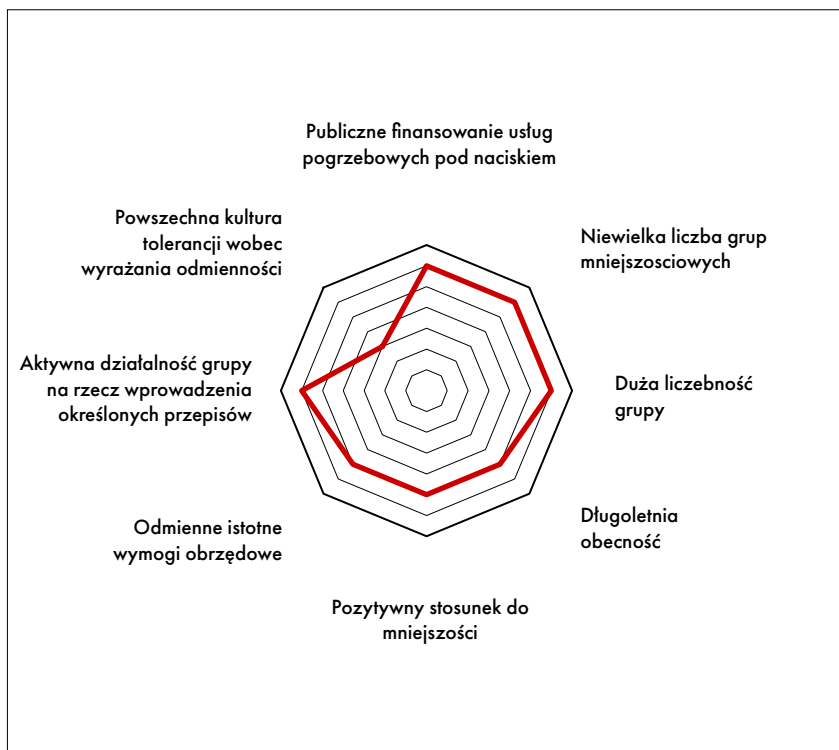 Publiczne finansowanie usług
pogrzebowych pod naciskiem
Niewielka liczba grup
mniejszosciowych
Duża liczebność
grupy
Długoletnia
obecność
Pozytywny stosunek do
mniejszości
Odmienne istotne
wymogi obrzędowe
Aktywna działalność grupy
na rzecz wprowadzenia
określonych przepisów
Powszechna kultura
tolerancji wobec
wyrażania odmienności